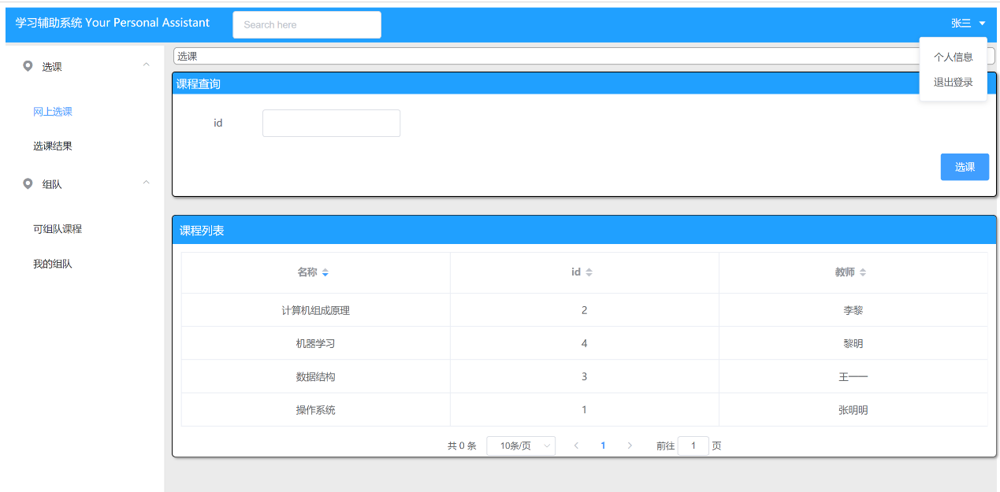 学习辅助系统 Your Personal Assistant Search here 张三
个人信息
退出登录
选课
网上选课
选课结果
组队
可组队课程
我的组队
选课
课程查询
id
选课
课程列表
名称 id 教师
计算机组成原理 2 李黎
机器学习 4 黎明
数据结构 3 王一一
操作系统 1 张明明
共 0 条 10条/页 1 前往 1 页